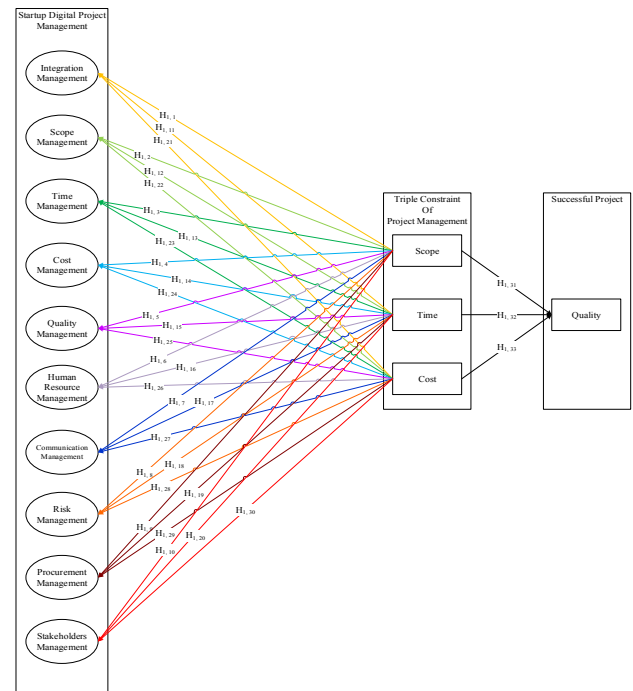 Startup Digital Project
Management
Integration
Management
Scope
Management
Time
Management
Cost
Management
Quality
Management
Human
Resource
Management
Communication
Management
Risk
Management
Procurement
Management
Stakeholders
Management
H1, 1
H1, 11
H1, 21
H1, 2
H1, 12
H1, 22
H1, 3
H1, 13
H1, 23
H1, 4
H1, 14
H1, 24
H1, 5
H1, 15
H1, 25
H1, 6
H1, 16
H1, 26
H1, 7
H1, 17
H1, 27
H1, 8
H1, 18
H1, 28
H1, 19
H1, 29
H1, 10
H1, 20
H1, 30
Triple Constraint
Of
Project Management
Scope
Time
Cost
H1, 31
H1, 32
H1, 33
Successful Project
Quality